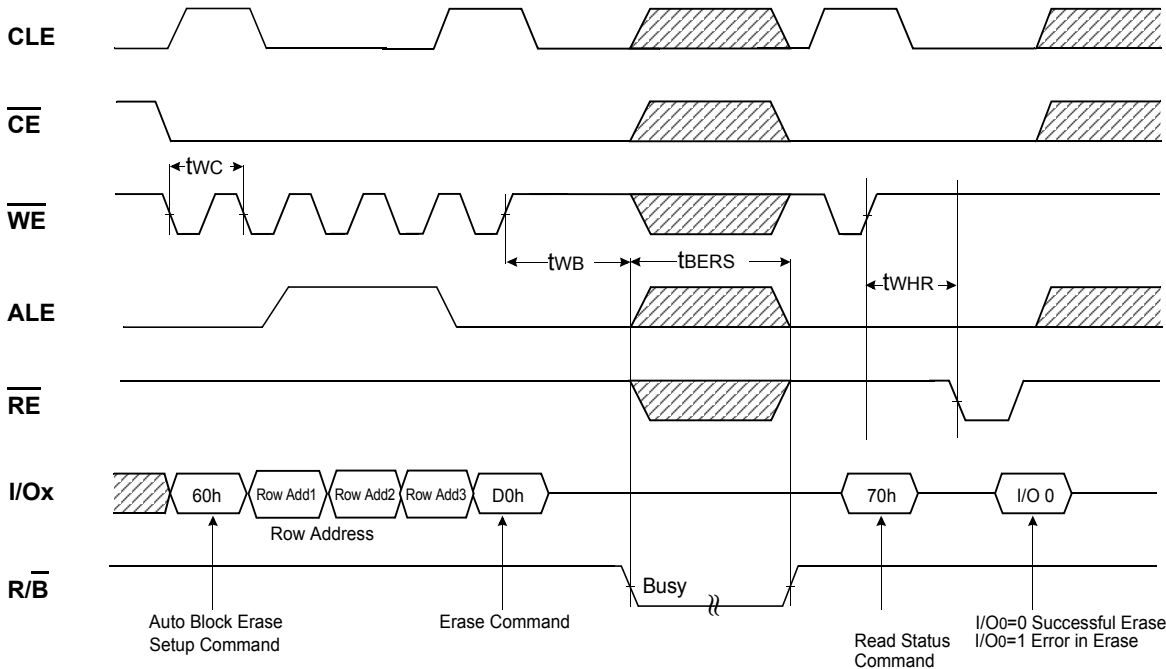 CLE
CE
tWC
WE
tWB
tBERS
tWHR
ALE
RE
I/Ox
60h
Row Add1
Row Add2
Row Add3
D0h
70h
I/O 0
Row Address
R/B
Busy
Auto Block Erase
Setup Command
Erase Command
Read Status
Command
I/O0=0 Successful Erase
I/O0=1 Error in Erase